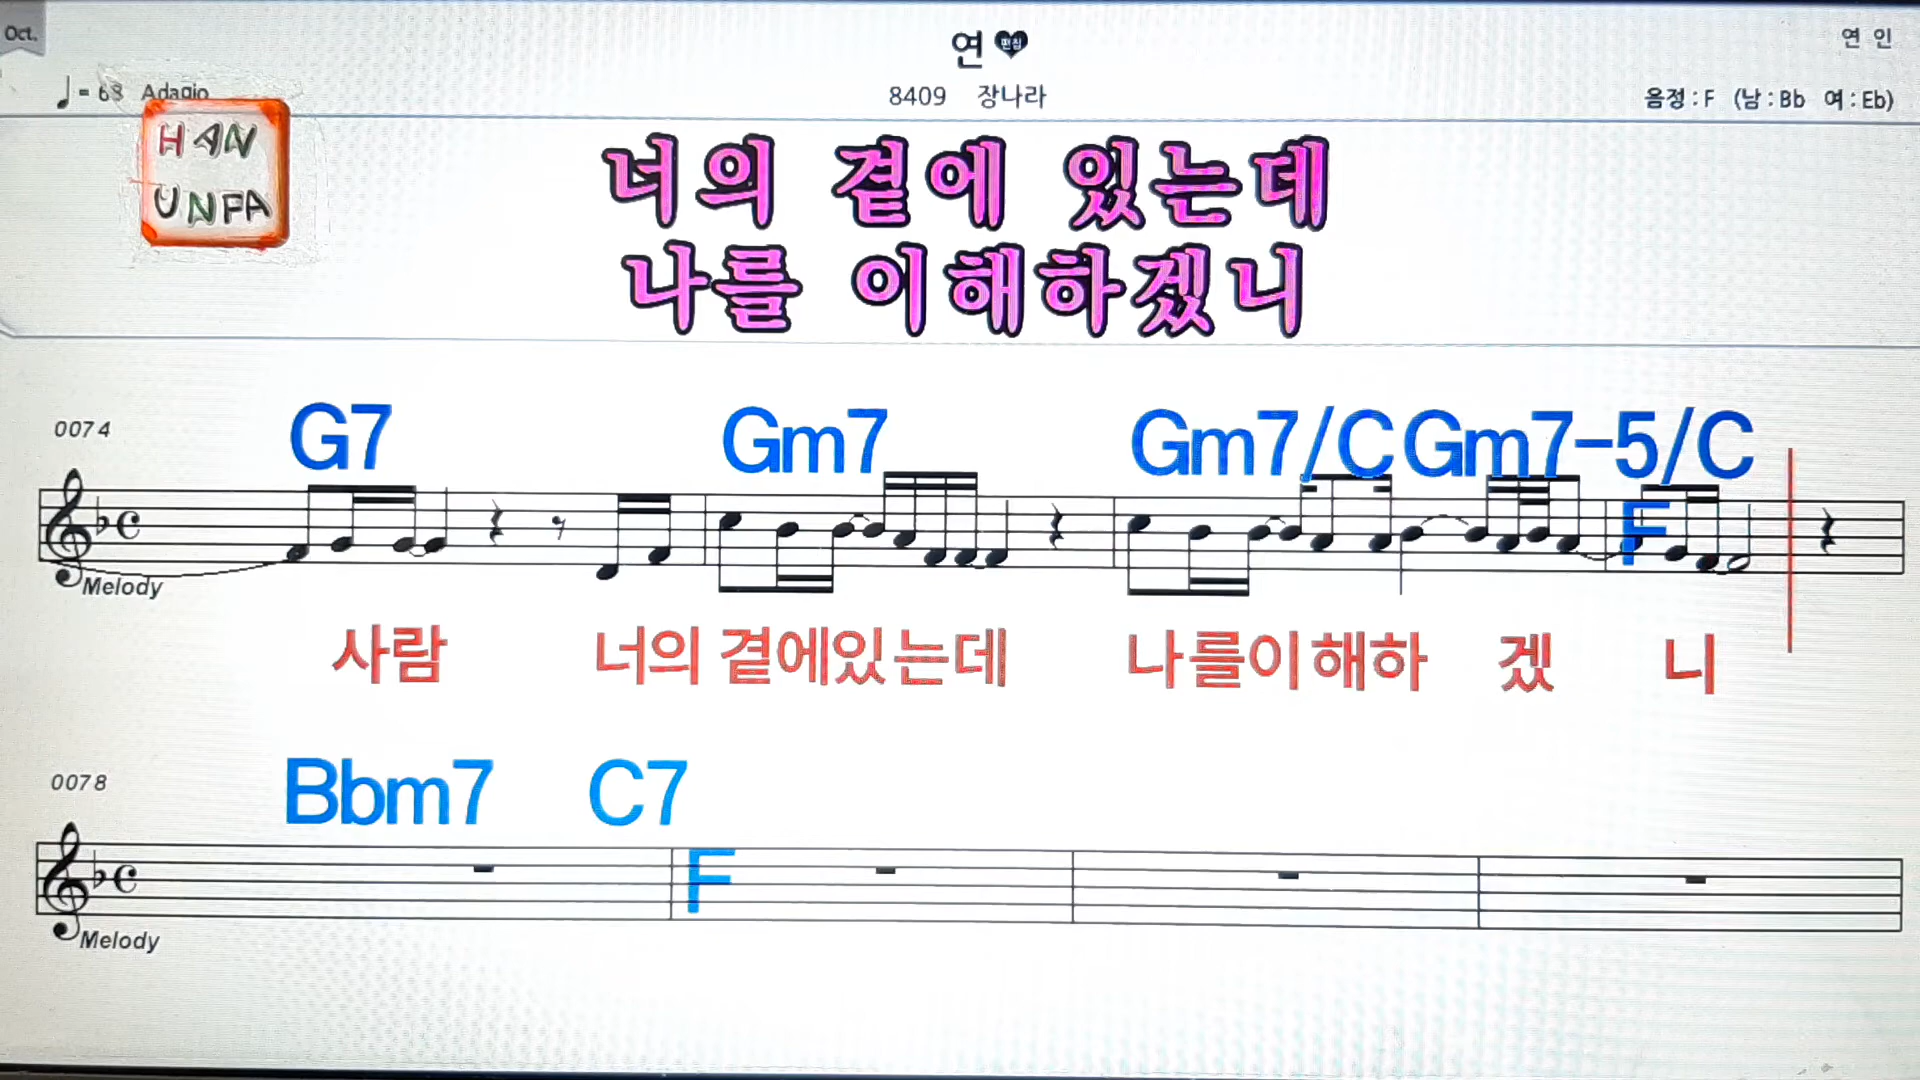 Oct.
연 편집
연 인
♩= 68 Adagio
8409 장나라
음정 : F (남 : Bb 여 : Eb)
HAN
UNFA
너의 곁에 있는데
나를 이해하겠니
0074
G7 Gm7 Gm7/C Gm7-5/C
F
Melody
사람 너의 곁에있는데 나를이해하 겠 니
0078
Bbm7 C7
F
Melody